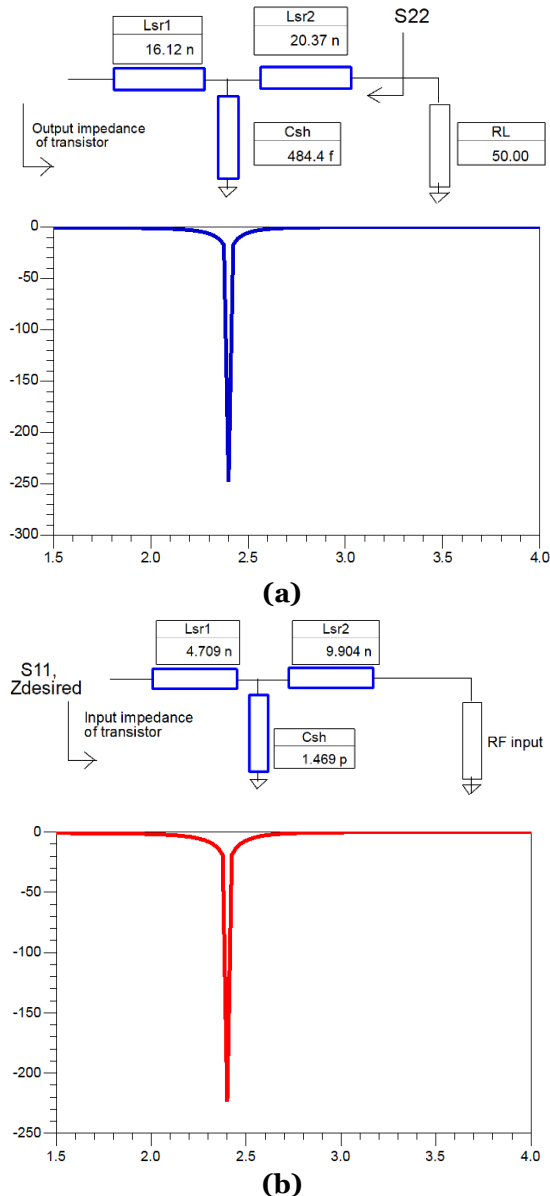 Lsr1
16.12 n
Lsr2
20.37 n
S22
Output impedance
of transistor
Csh
484.4 f
RL
50.00
0
-50
-100
-150
-200
-250
-300
1.5 2.0 2.5 3.0 3.5 4.0
(a)
Lsr1
4.709 n
Lsr2
9.904 n
S11,
Zdesired
Input impedance
of transistor
Csh
1.469 p
RF input
0
-50
-100
-150
-200
-250
1.5 2.0 2.5 3.0 3.5 4.0
(b)